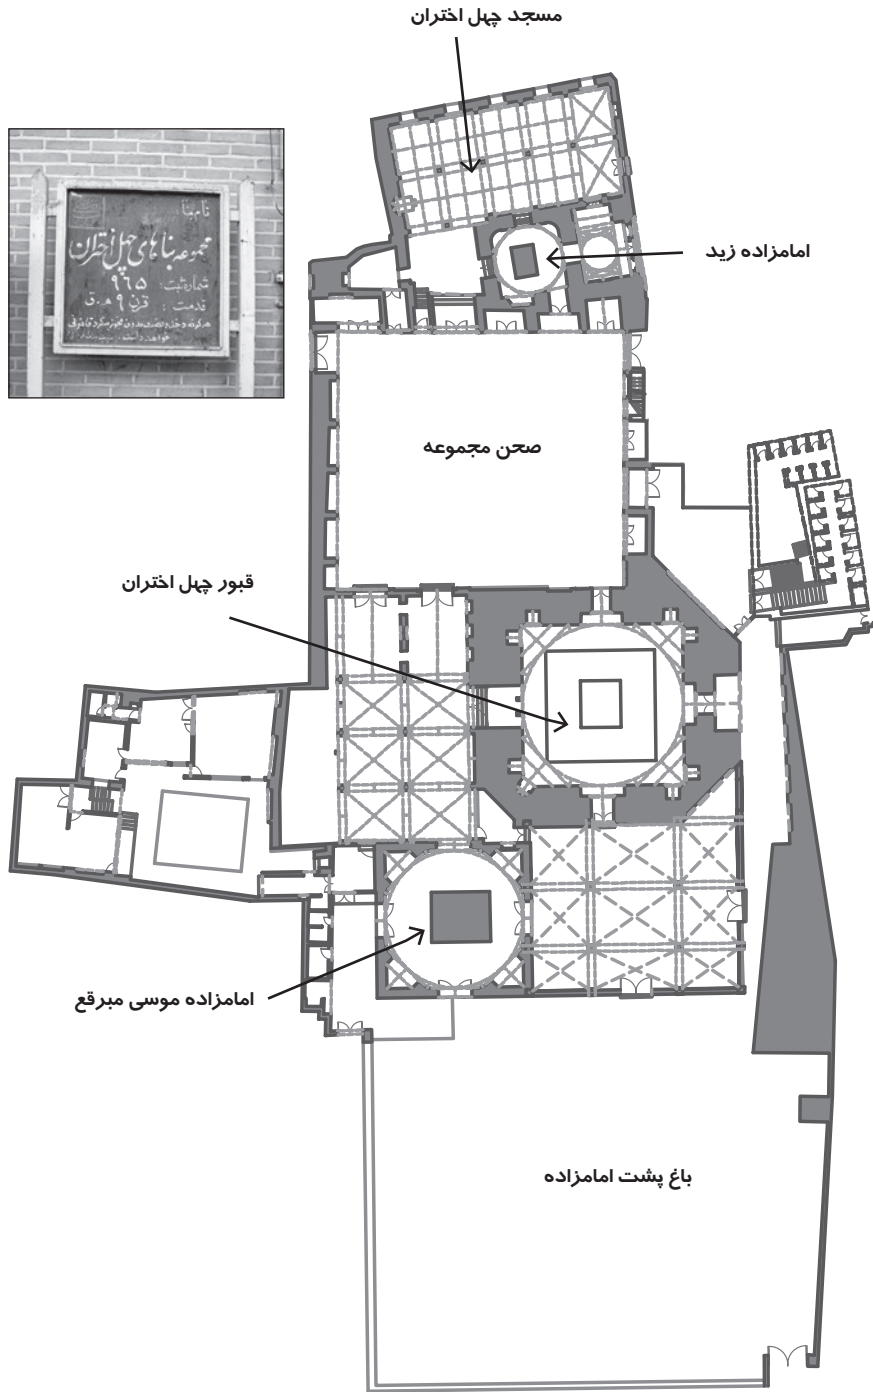 مسجد چهل اختران
نام بنا:
مجموعه بناهای چهل اختران
شماره ثبت: ۹۶۵
قدمت: قرن ۹ ه.ق
امامزاده زید
صحن مجموعه
قبور چهل اختران
امامزاده موسی مبرقع
باغ پشت امامزاده